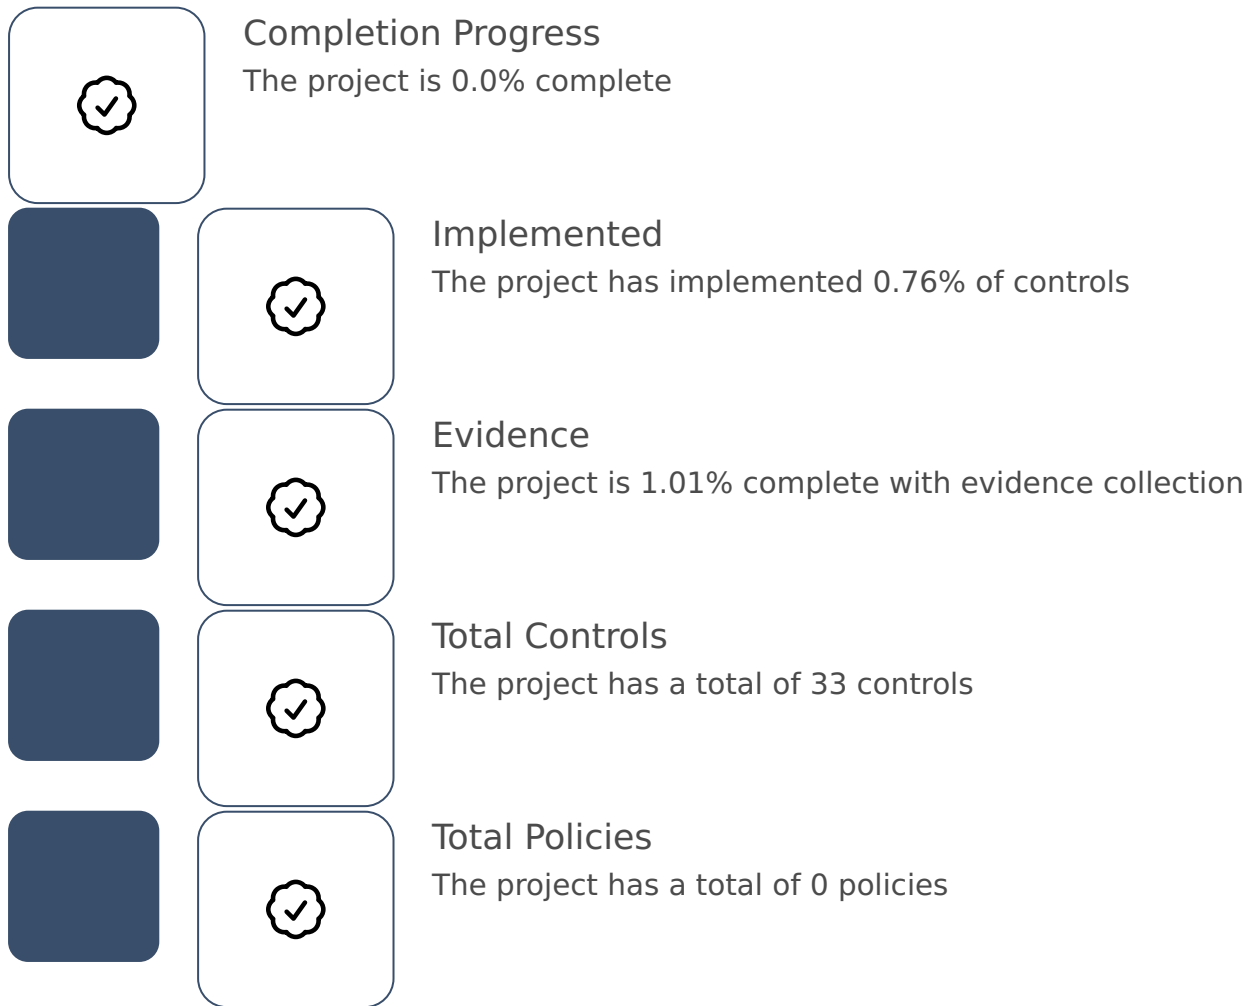 Completion Progress
The project is 0.0% complete
Implemented
The project has implemented 0.76% of controls
Evidence
The project is 1.01% complete with evidence collection
Total Controls
The project has a total of 33 controls
Total Policies
The project has a total of 0 policies